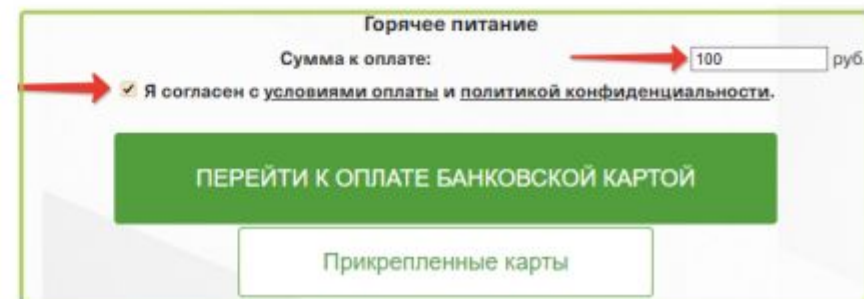 Горячее питание
Сумма к оплате: 100 руб.
Я согласен с условиями оплаты и политикой конфиденциальности.
ПЕРЕЙТИ К ОПЛАТЕ БАНКОВСКОЙ КАРТОЙ
Прикрепленные карты